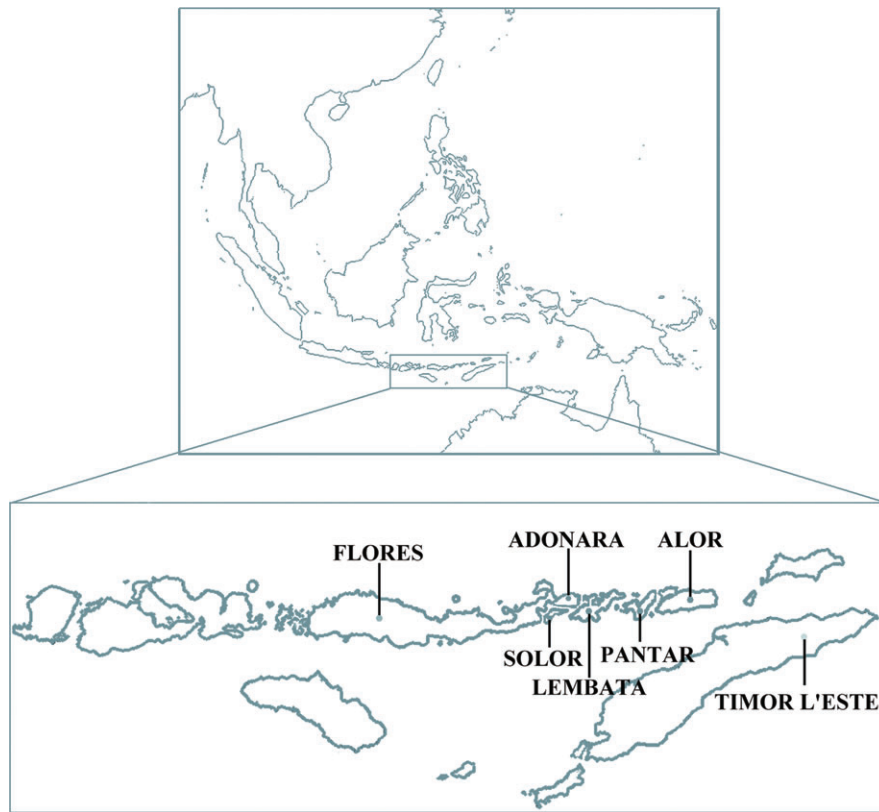 FLORES
ADONARA
ALOR
SOLOR
LEMBATA
PANTAR
TIMOR L'ESTE